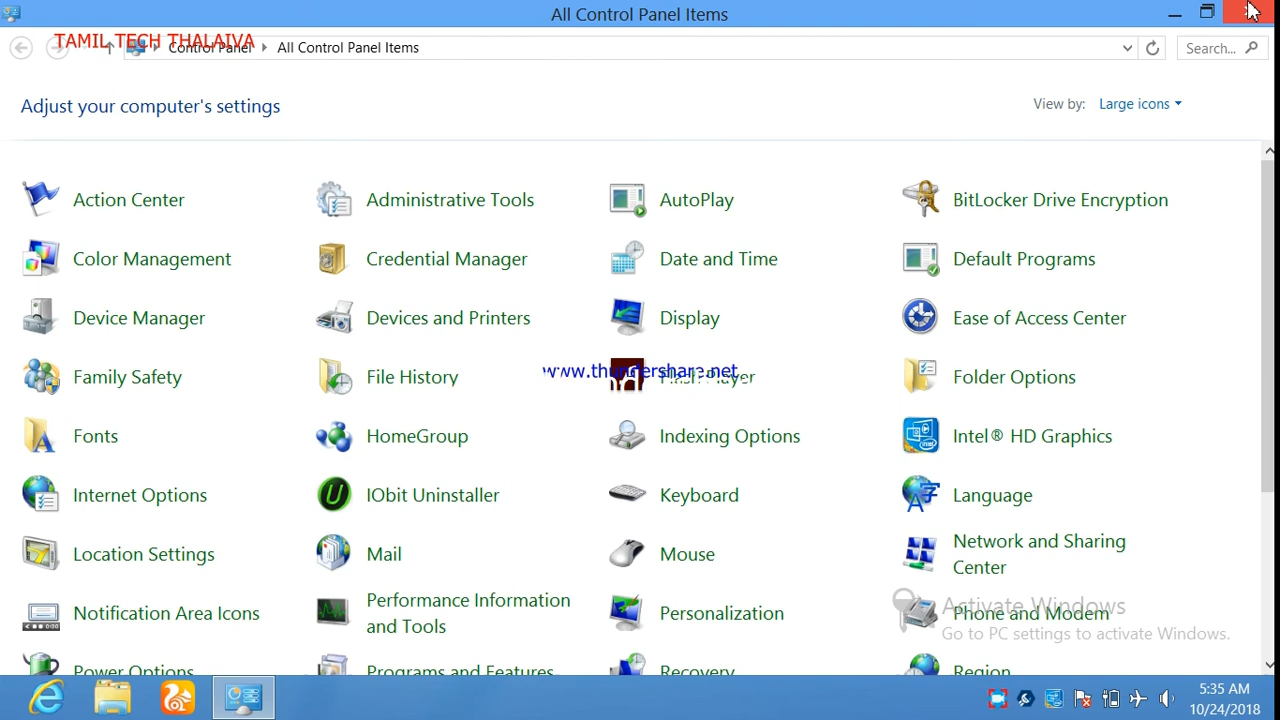 All Control Panel Items
TAMIL TECH THALAIVA
Control Panel
All Control Panel Items
Search...
Adjust your computer's settings
View by: Large icons
Action Center
Administrative Tools
AutoPlay
BitLocker Drive Encryption
Color Management
Credential Manager
Date and Time
Default Programs
Device Manager
Devices and Printers
Display
Ease of Access Center
Family Safety
File History
www.thundershare.net
Folder Options
Fonts
HomeGroup
Indexing Options
Intel® HD Graphics
Internet Options
IObit Uninstaller
Keyboard
Language
Location Settings
Mail
Mouse
Network and Sharing
Center
Notification Area Icons
Performance Information
and Tools
Personalization
Phone and Modem
Activate Windows
Go to PC settings to activate Windows.
Power Options
Programs and Features
Recovery
Region
5:35 AM
10/24/2018